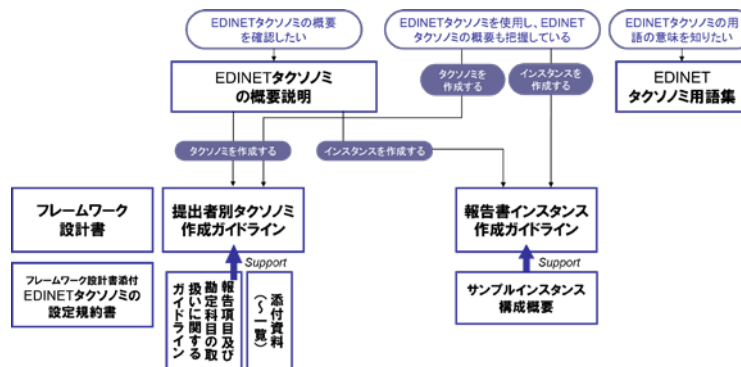 EDINETタクソノミの概要
を確認したい
EDINETタクソノミを使用し、EDINET
タクソノミの概要も把握している
EDINETタクソノミの用
語の意味を知りたい
EDINETタクソノミ
の概要説明
タクソノミを
作成する
インスタンスを
作成する
EDINET
タクソノミ用語集
タクソノミを作成する
インスタンスを作成する
フレームワーク
設計書
提出者別タクソノミ
作成ガイドライン
報告書インスタンス
作成ガイドライン
Support
Support
フレームワーク設計書添付
EDINETタクソノミの
設定規約書
報告項目及び
勘定科目の取
扱いに関する
ガイドライン
添付資料
(～一覧)
サンプルインスタンス
構成概要